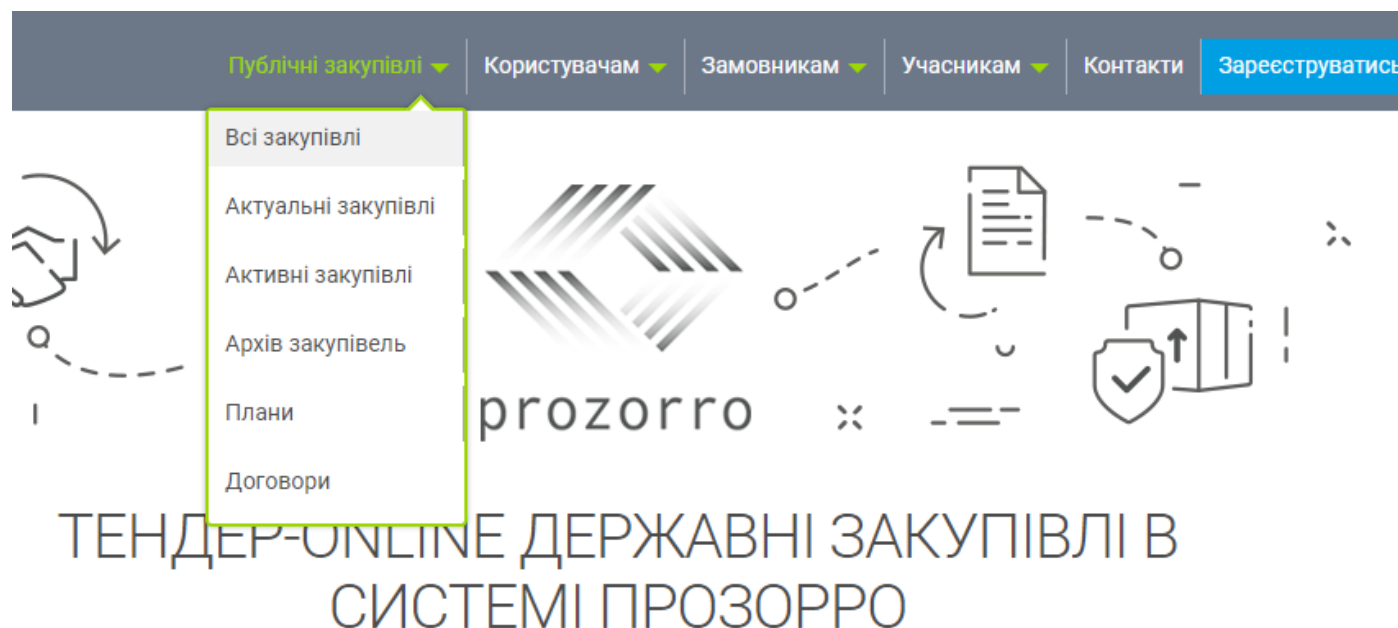 Публічні закупівлі
Користувачам
Замовникам
Учасникам
Контакти
Зареєструватись
Всі закупівлі
Актуальні закупівлі
Активні закупівлі
Архів закупівель
Плани
Договори
prozorro
ТЕНДЕР-ONLINE ДЕРЖАВНІ ЗАКУПІВЛІ В
СИСТЕМІ ПРОЗОРРО